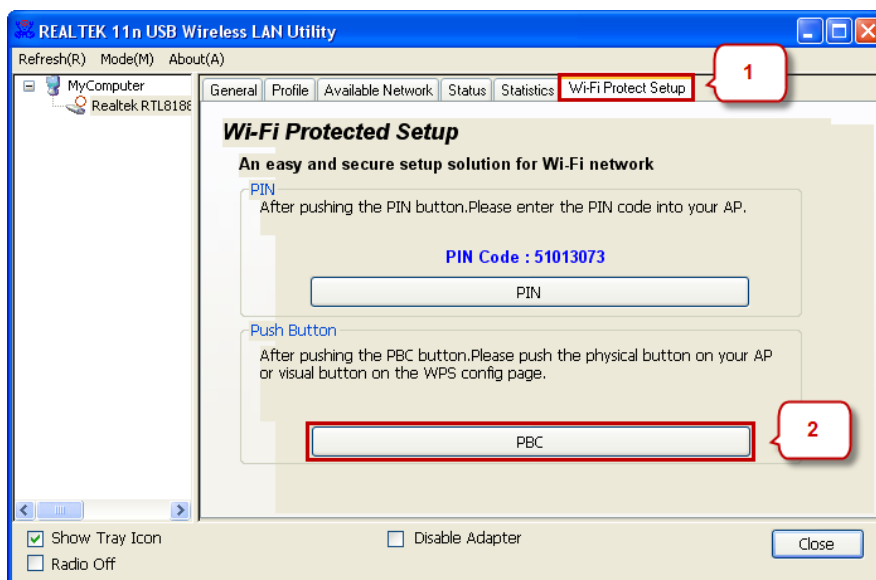 REALTEK 11n USB Wireless LAN Utility
Refresh(R) Mode(M) About(A)
MyComputer
Realtek RTL8188
General Profile Available Network Status Statistics Wi-Fi Protect Setup
1
Wi-Fi Protected Setup
An easy and secure setup solution for Wi-Fi network
PIN
After pushing the PIN button.Please enter the PIN code into your AP.
PIN Code : 51013073
PIN
Push Button
After pushing the PBC button.Please push the physical button on your AP
or visual button on the WPS config page.
PBC
2
Show Tray Icon
Disable Adapter
Radio Off
Close